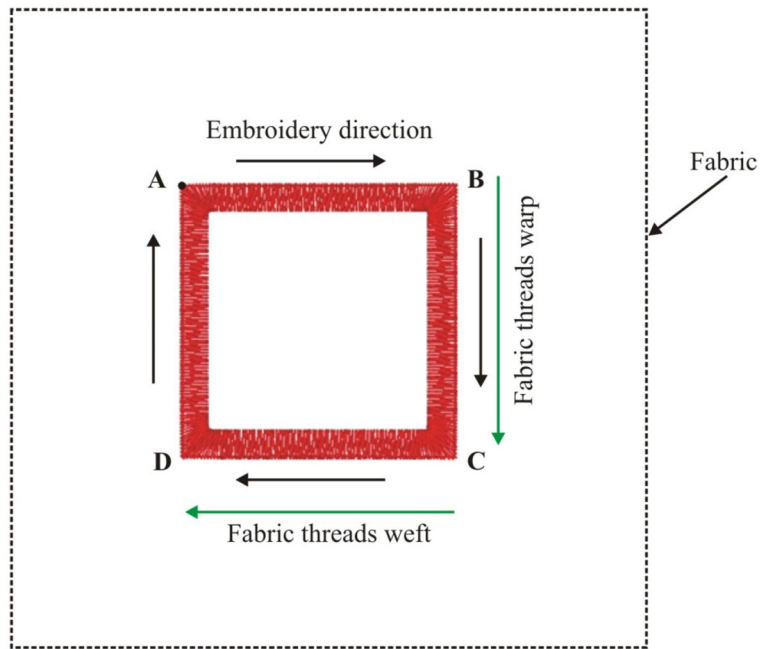 Embroidery direction
Fabric
A
B
Fabric threads warp
D
C
Fabric threads weft